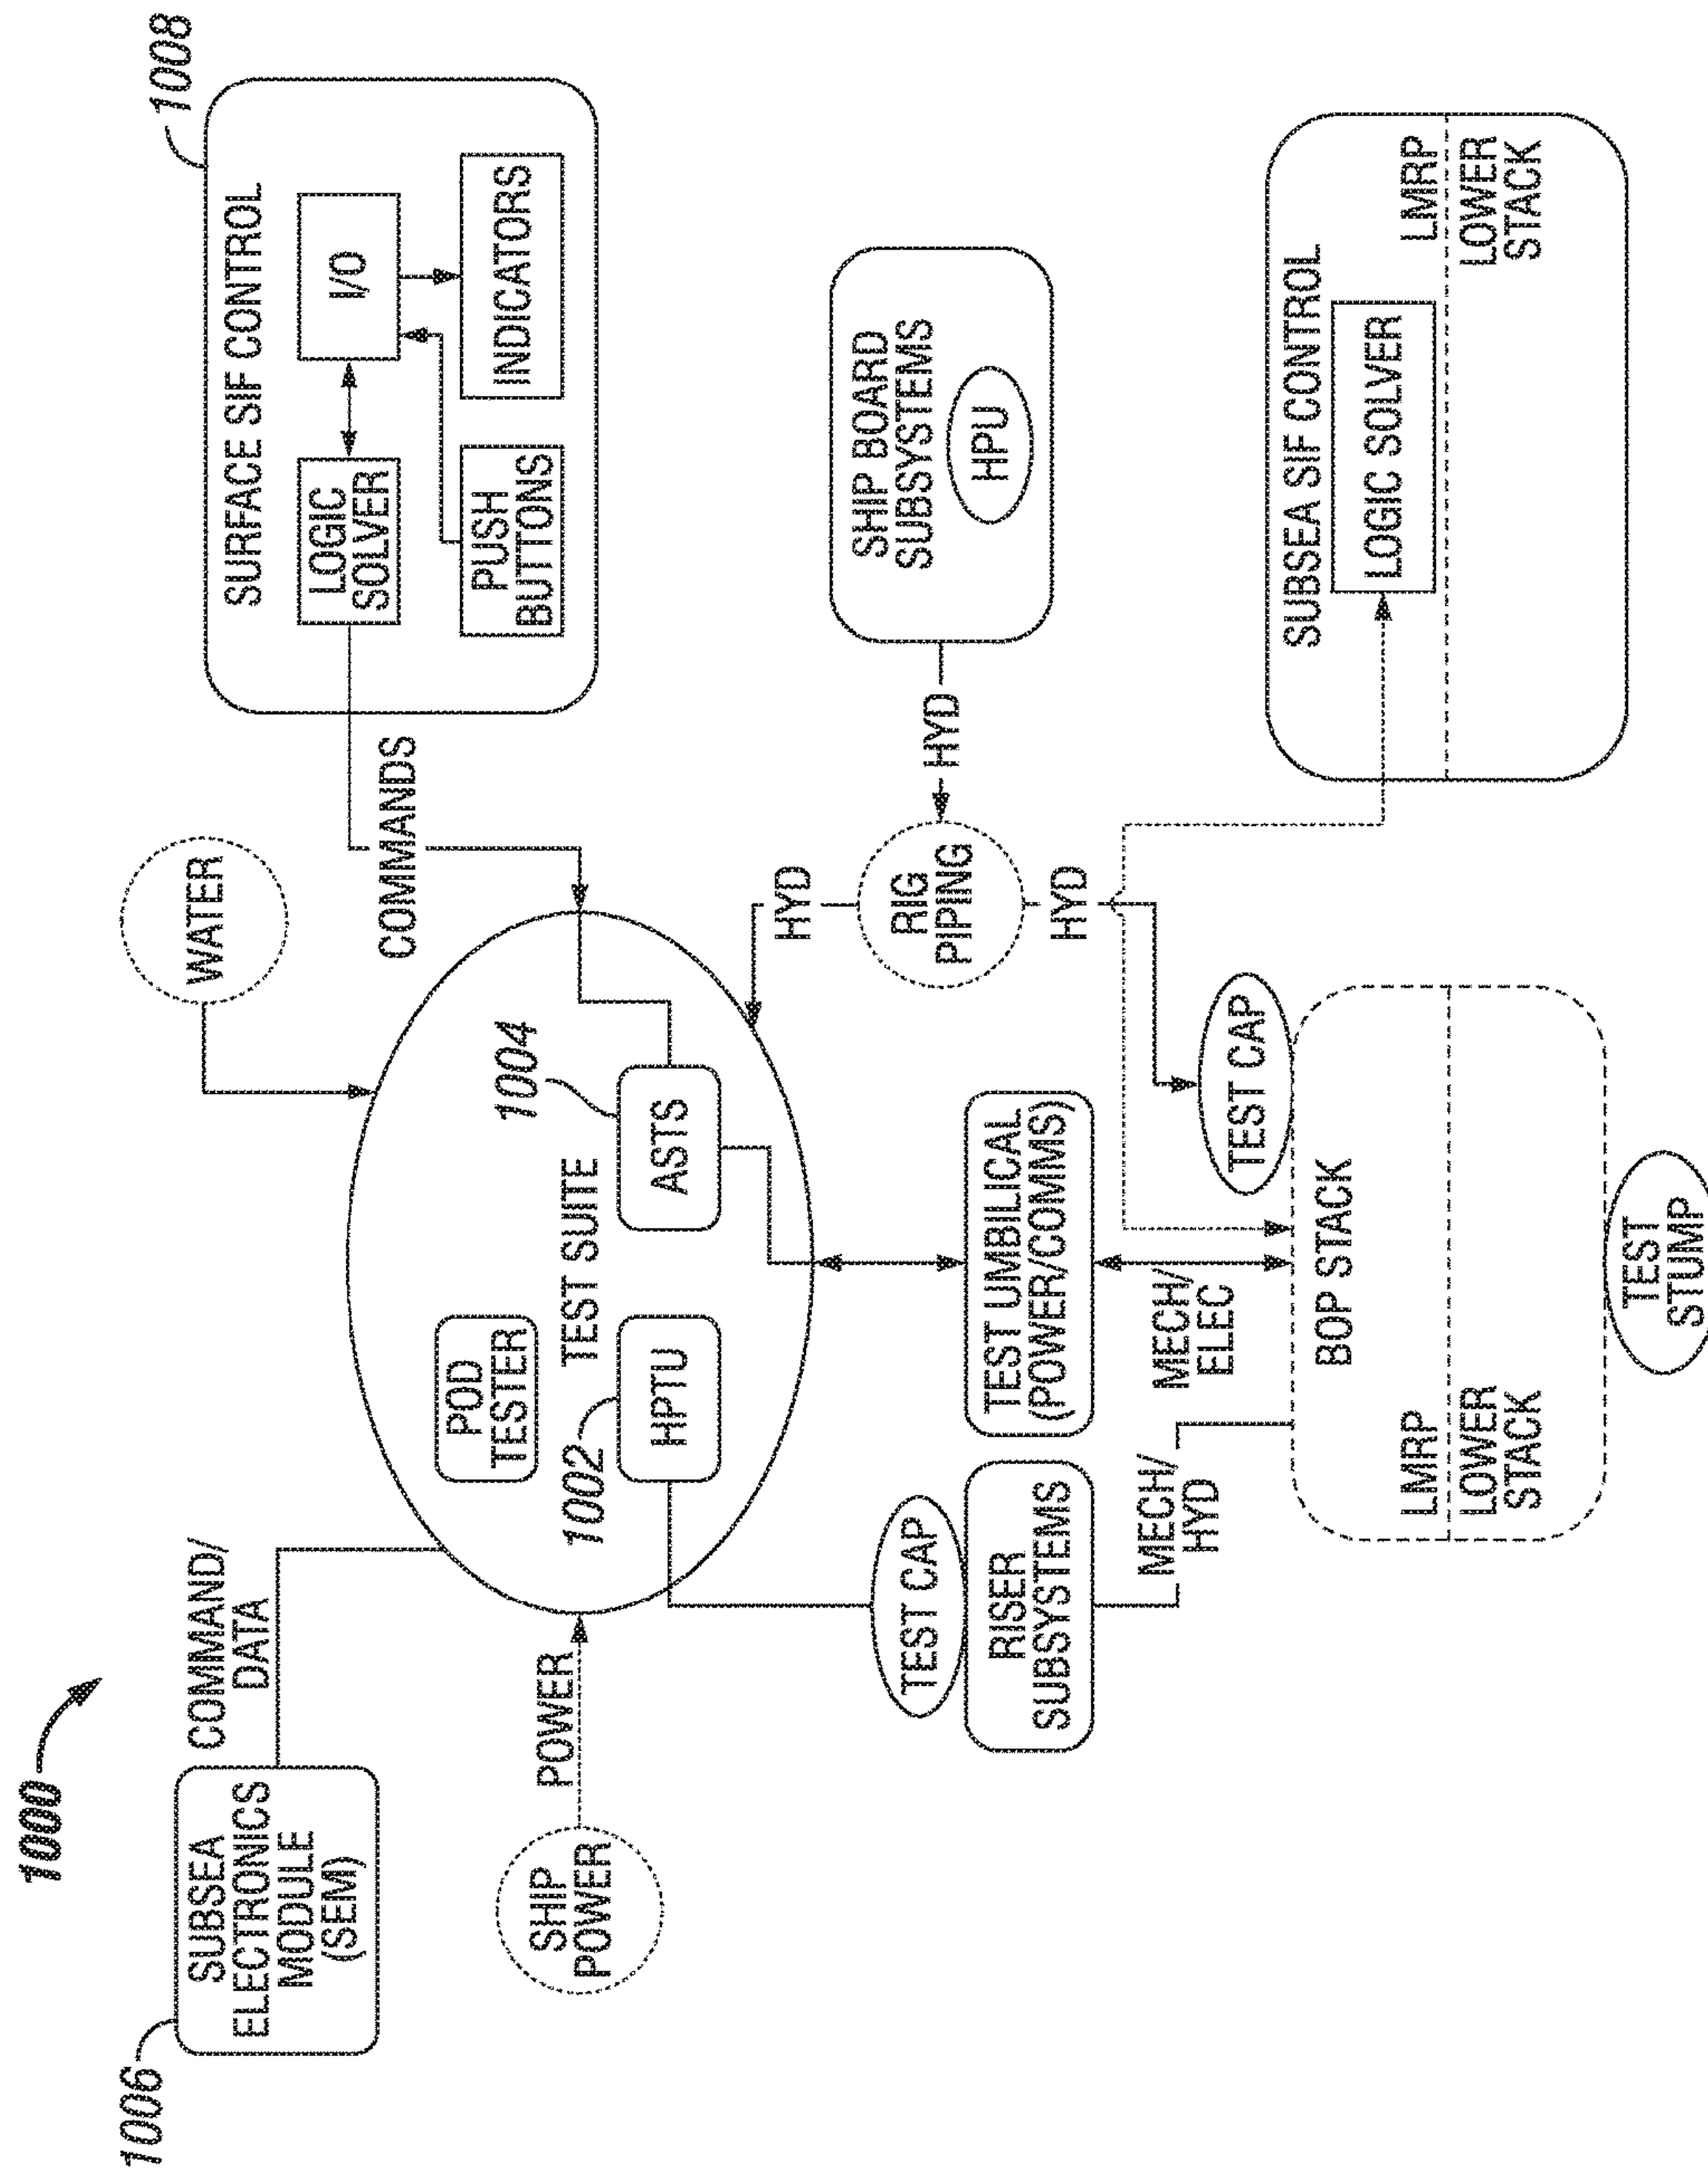 1000
1006
SUBSEA
ELECTRONICS
MODULE
(SEM)
COMMAND/
DATA
WATER
1008
SURFACE SIF CONTROL
LOGIC
SOLVER
I/O
PUSH
BUTTONS
INDICATORS
COMMANDS
SHIP
POWER
POWER
POD
TESTER
TEST SUITE
1002
HPTU
1004
ASTS
HYD
RIG
PIPING
HYD
HYD
SHIP BOARD
SUBSYSTEMS
HPU
TEST CAP
RISER
SUBSYSTEMS
TEST UMBILICAL
(POWER/COMMS)
MECH/
HYD
MECH/
ELEC
TEST CAP
BOP STACK
LMRP
LOWER
STACK
TEST
STUMP
SUBSEA SIF CONTROL
LOGIC SOLVER
LMRP
LOWER
STACK